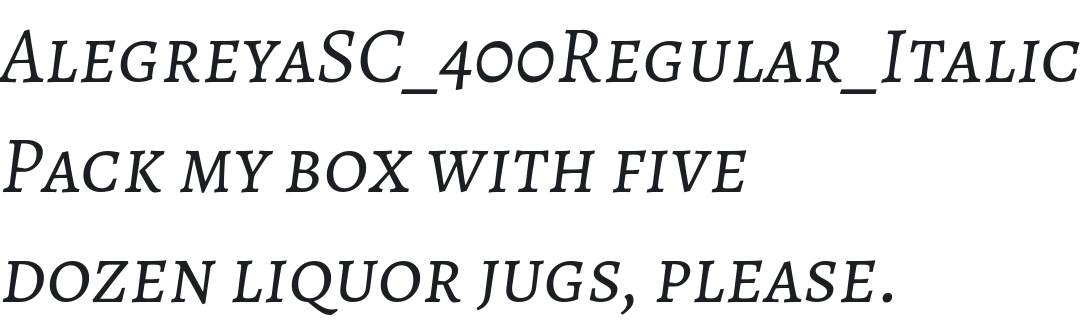 AlegreyaSC_400Regular_Italic
Pack my box with five
dozen liquor jugs, please.